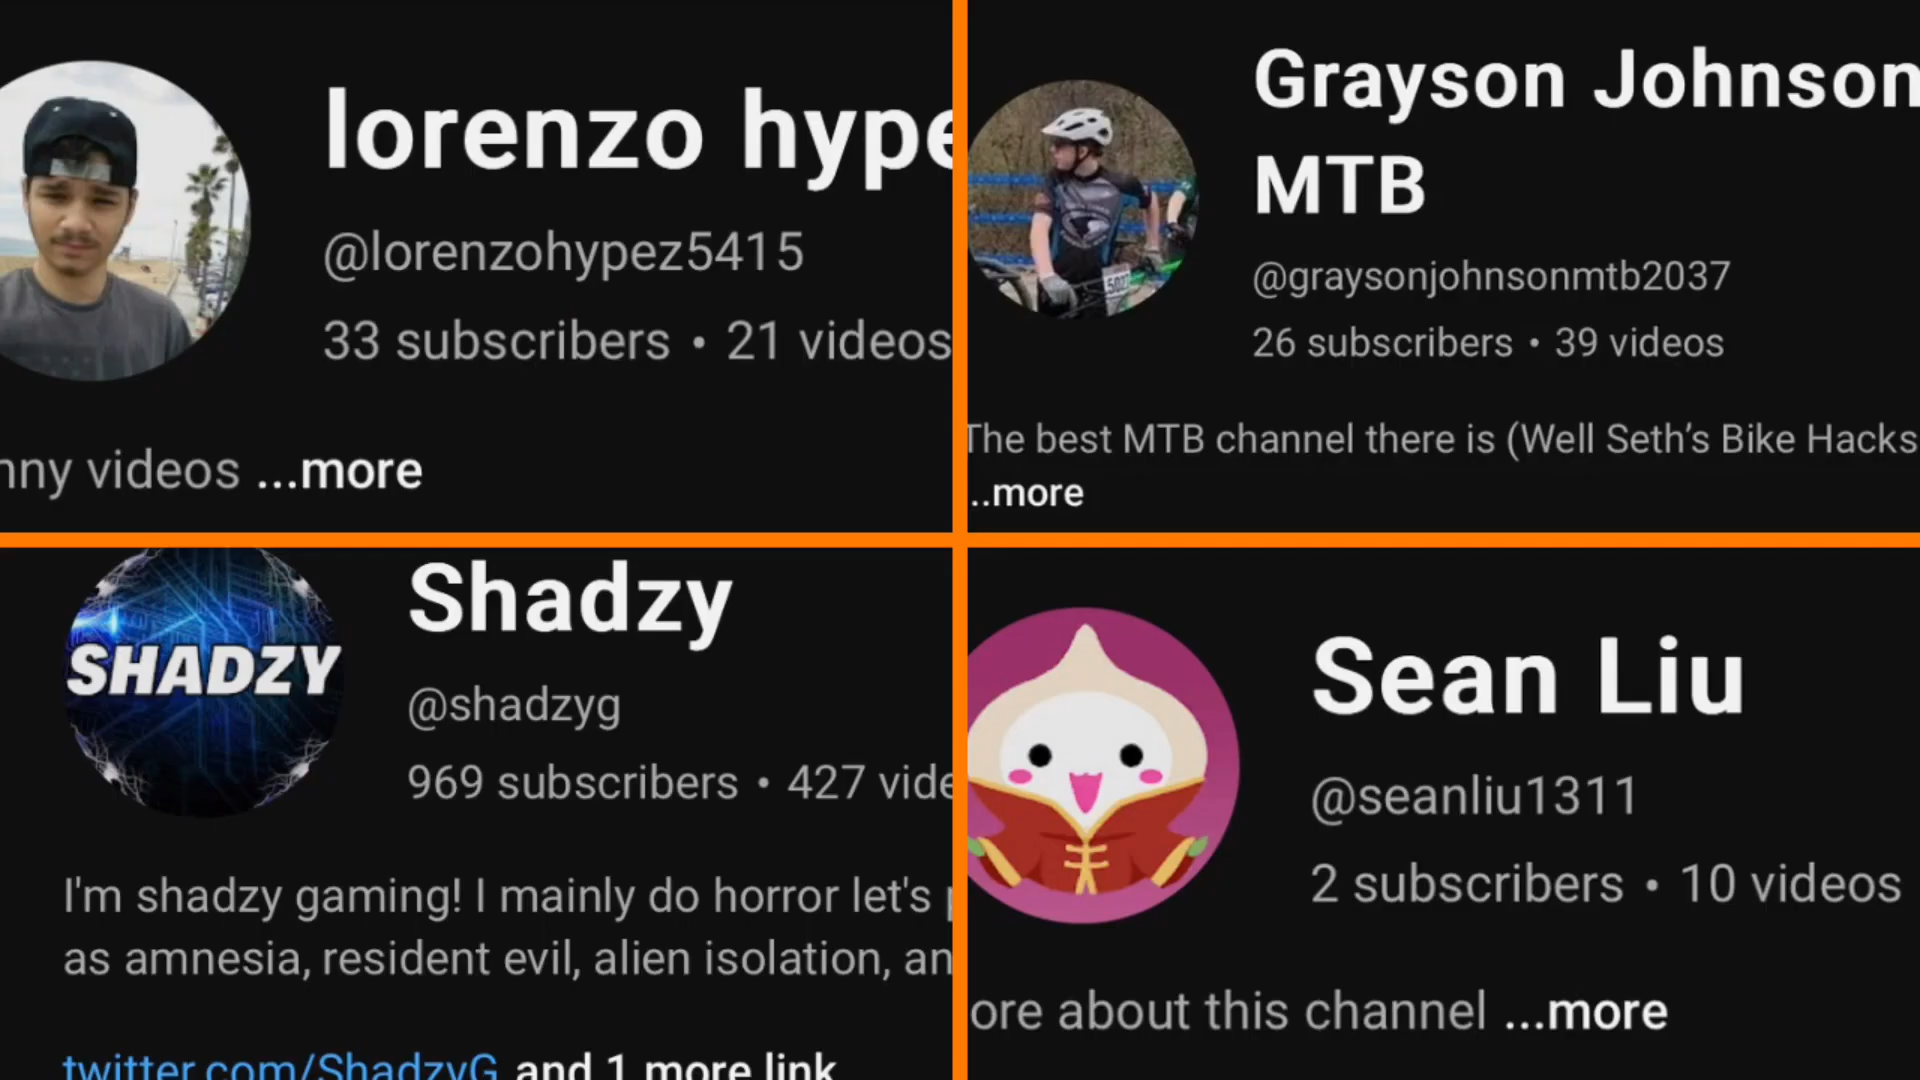 lorenzo hype
@lorenzohypez5415
33 subscribers • 21 videos
nny videos ...more
Grayson Johnson
MTB
@graysonjohnsonmtb2037
26 subscribers • 39 videos
The best MTB channel there is (Well Seth’s Bike Hacks
..more
SHADZY
Shadzy
@shadzyg
969 subscribers • 427 vide
I'm shadzy gaming! I mainly do horror let's
as amnesia, resident evil, alien isolation, an
twitter.com/ShadzyG and 1 more link
Sean Liu
@seanliu1311
2 subscribers • 10 videos
ore about this channel ...more